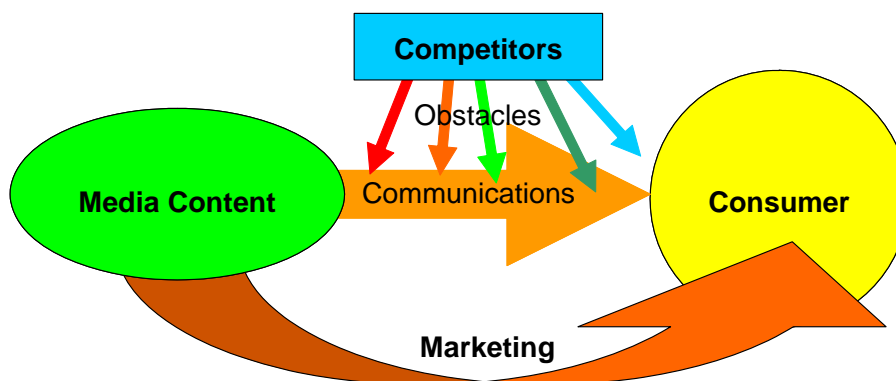 Competitors
Obstacles
Communications
Media Content
Consumer
Marketing